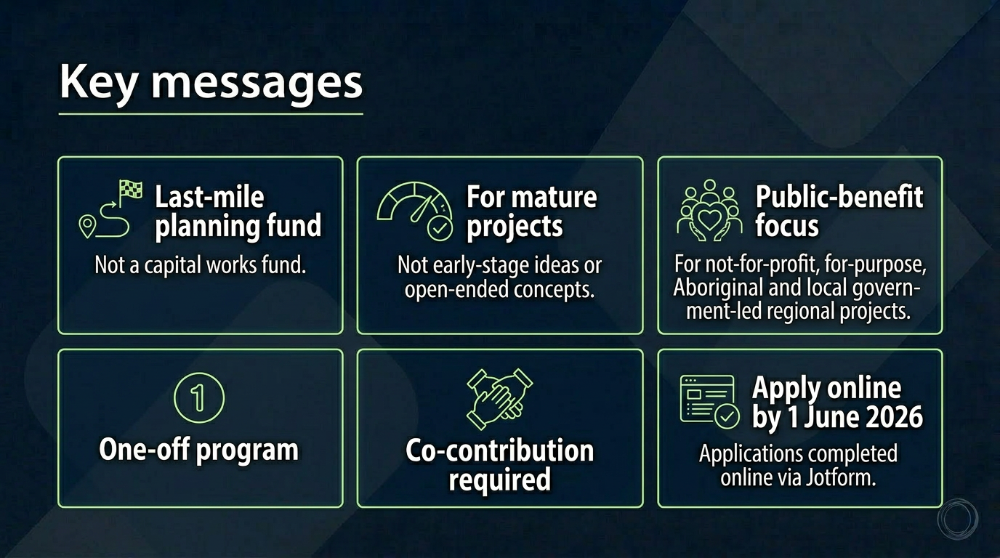 Key messages
Last-mile
planning fund
Not a capital works fund.
For mature
projects
Not early-stage ideas or
open-ended concepts.
Public-benefit
focus
For not-for-profit, for-purpose,
Aboriginal and local govern-
ment-led regional projects.
1
One-off program
Co-contribution
required
Apply online
by 1 June 2026
Applications completed
online via Jotform.